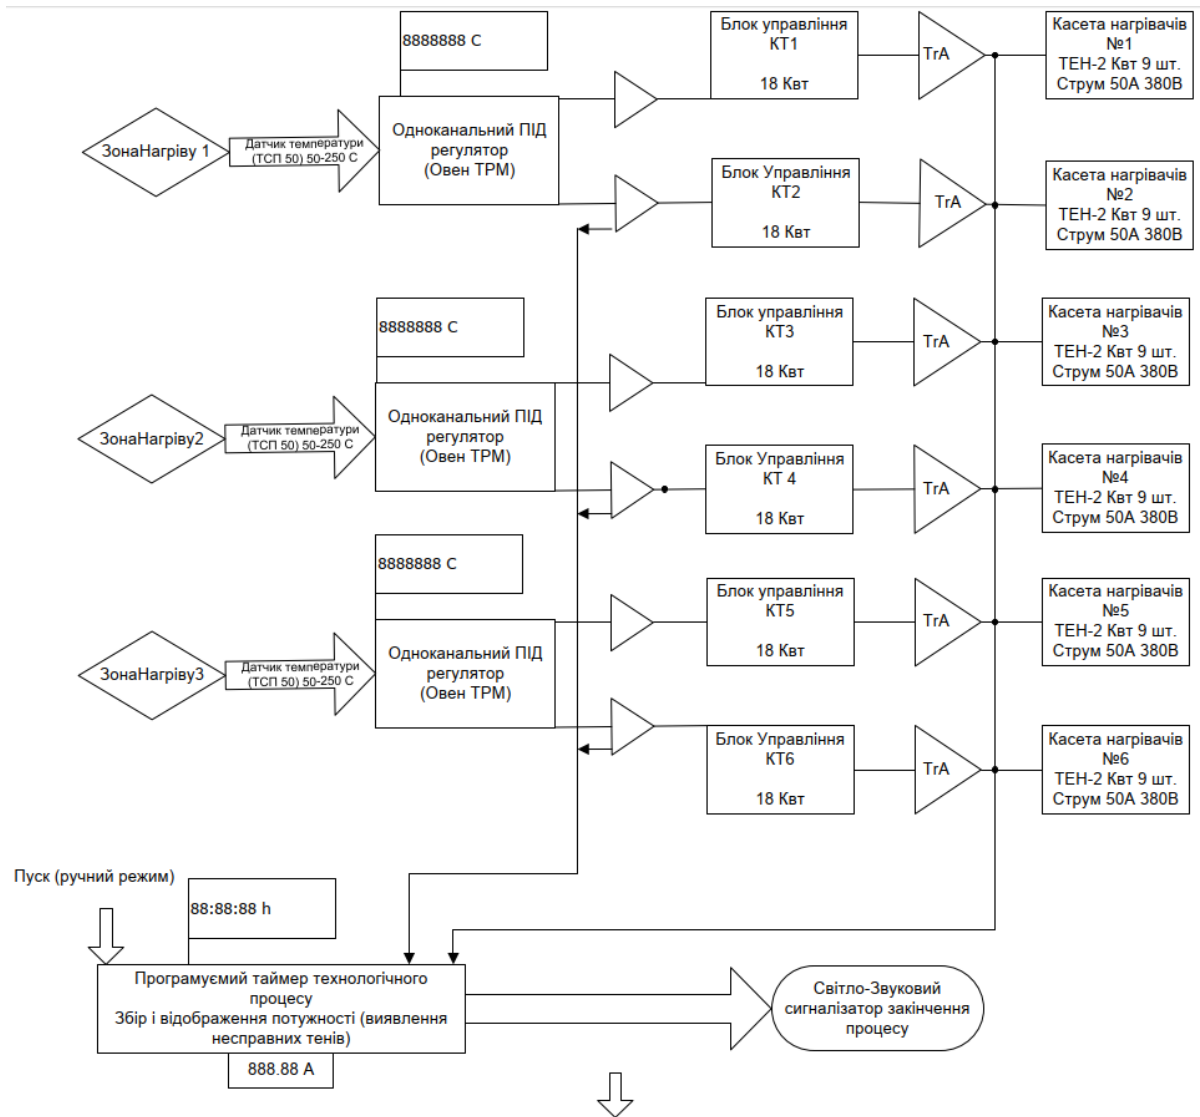 8888888 C
Блок управління
КТ1
18 Квт
TrA
Касета нагрівачів
№1
ТЕН-2 Квт 9 шт.
Струм 50А 380В
ЗонаНагріву 1
Датчик температури
(ТСП 50) 50-250 С
Одноканальний ПІД
регулятор
(Овен ТРМ)
Блок Управління
КТ2
18 Квт
TrA
Касета нагрівачів
№2
ТЕН-2 Квт 9 шт.
Струм 50А 380В
8888888 C
Блок управління
КТ3
18 Квт
TrA
Касета нагрівачів
№3
ТЕН-2 Квт 9 шт.
Струм 50А 380В
ЗонаНагріву2
Датчик температури
(ТСП 50) 50-250 С
Одноканальний ПІД
регулятор
(Овен ТРМ)
Блок Управління
КТ 4
18 Квт
TrA
Касета нагрівачів
№4
ТЕН-2 Квт 9 шт.
Струм 50А 380В
8888888 C
Блок управління
КТ5
18 Квт
TrA
Касета нагрівачів
№5
ТЕН-2 Квт 9 шт.
Струм 50А 380В
ЗонаНагріву3
Датчик температури
(ТСП 50) 50-250 С
Одноканальний ПІД
регулятор
(Овен ТРМ)
Блок Управління
КТ6
18 Квт
TrA
Касета нагрівачів
№6
ТЕН-2 Квт 9 шт.
Струм 50А 380В
Пуск (ручний режим)
88:88:88 h
Програмуємий таймер технологічного
процесу
Збір і відображення потужності (виявлення
несправних тенів)
888.88 A
Світло-Звуковий
сигналізатор закінчення
процесу